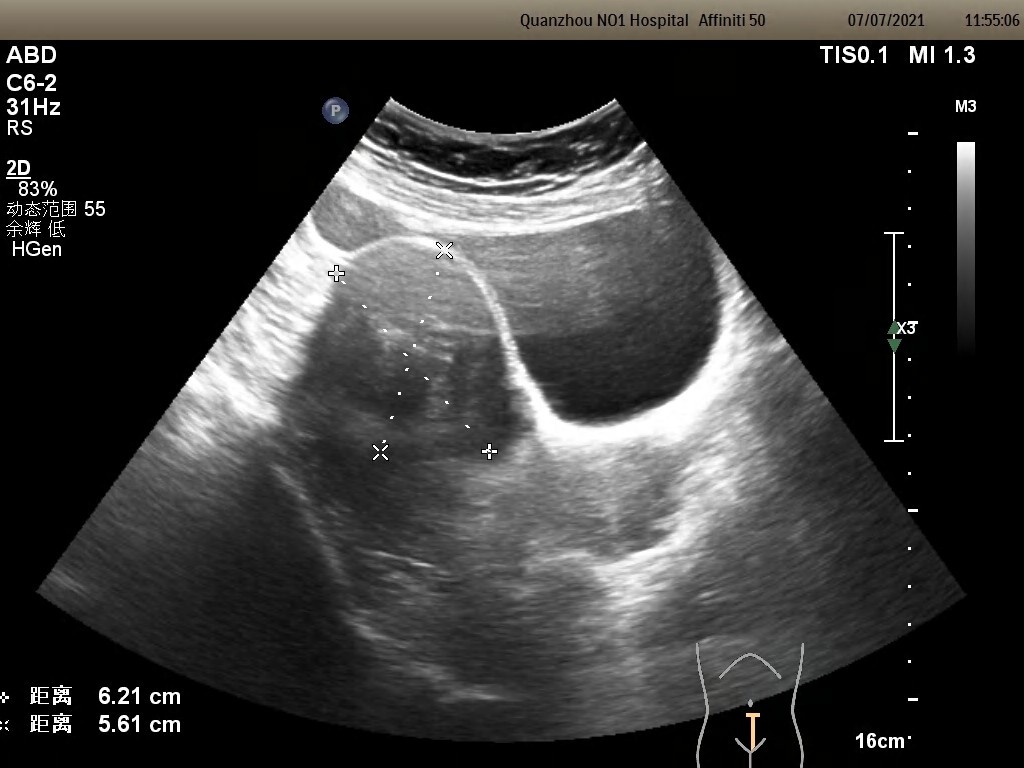 Quanzhou NO1 Hospital Affiniti 50 07/07/2021 11:55:06
ABD
TIS0.1 MI 1.3
C6-2
31Hz
RS
P
M3
2D
83%
动态范围 55
余辉 低
HGen
X3
距离 6.21 cm
距离 5.61 cm
16cm